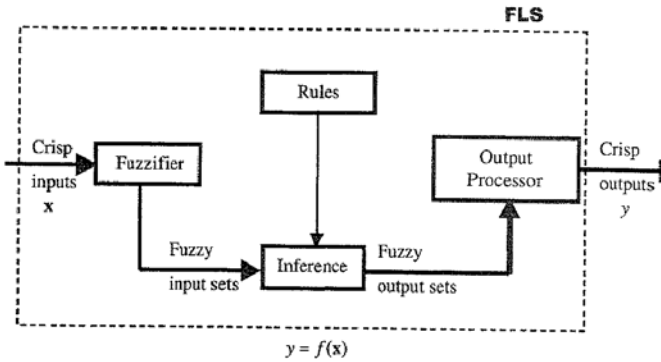 FLS
Rules
Crisp
inputs
x
Fuzzifier
Output
Processor
Crisp
outputs
y
Fuzzy
input sets
Inference
Fuzzy
output sets
y = f(x)